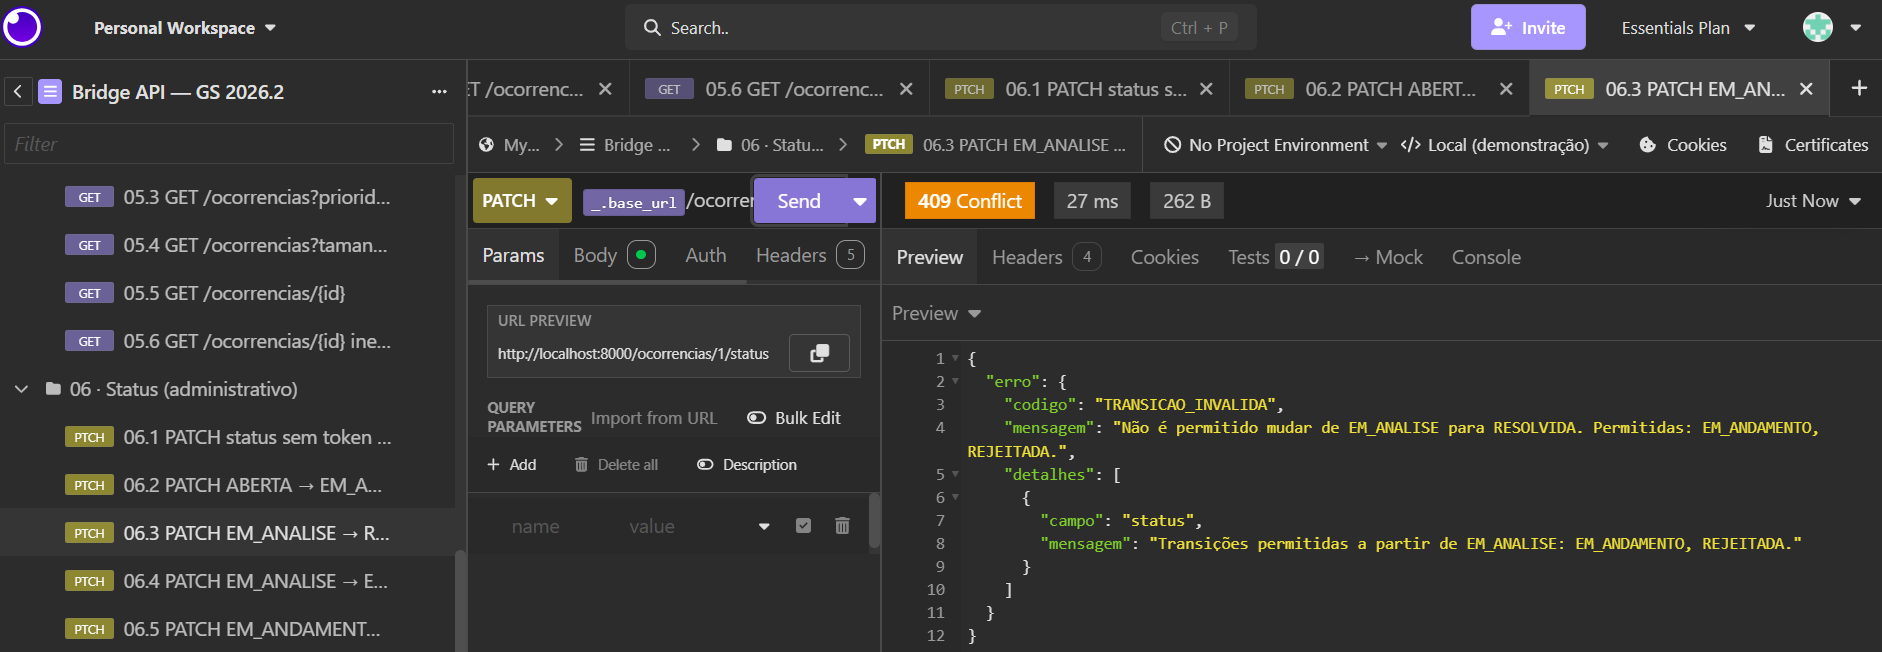 Personal Workspace
Search..
Ctrl + P
Invite
Essentials Plan
Bridge API — GS 2026.2
ET /ocorrenc...
GET 05.6 GET /ocorrenc...
PTCH 06.1 PATCH status s...
PTCH 06.2 PATCH ABERT...
PTCH 06.3 PATCH EM_AN...
Filter
My...
Bridge ...
06 · Statu...
PTCH 06.3 PATCH EM_ANALISE ...
No Project Environment
Local (demonstração)
Cookies
Certificates
GET 05.3 GET /ocorrencias?priorid...
GET 05.4 GET /ocorrencias?taman...
GET 05.5 GET /ocorrencias/{id}
GET 05.6 GET /ocorrencias/{id} ine...
06 · Status (administrativo)
PTCH 06.1 PATCH status sem token ...
PTCH 06.2 PATCH ABERTA → EM_A...
PTCH 06.3 PATCH EM_ANALISE → R...
PTCH 06.4 PATCH EM_ANALISE → E...
PTCH 06.5 PATCH EM_ANDAMENT...
PATCH
_.base_url /ocorrer
Send
Params
Body
Auth
Headers 5
URL PREVIEW
http://localhost:8000/ocorrencias/1/status
QUERY PARAMETERS
Import from URL
Bulk Edit
Add
Delete all
Description
name
value
409 Conflict
27 ms
262 B
Just Now
Preview
Headers 4
Cookies
Tests 0 / 0
→ Mock
Console
Preview
1 {
2 "erro": {
3 "codigo": "TRANSICAO_INVALIDA",
4 "mensagem": "Não é permitido mudar de EM_ANALISE para RESOLVIDA. Permitidas: EM_ANDAMENTO,
REJEITADA.",
5 "detalhes": [
6 {
7 "campo": "status",
8 "mensagem": "Transições permitidas a partir de EM_ANALISE: EM_ANDAMENTO, REJEITADA."
9 }
10 ]
11 }
12 }